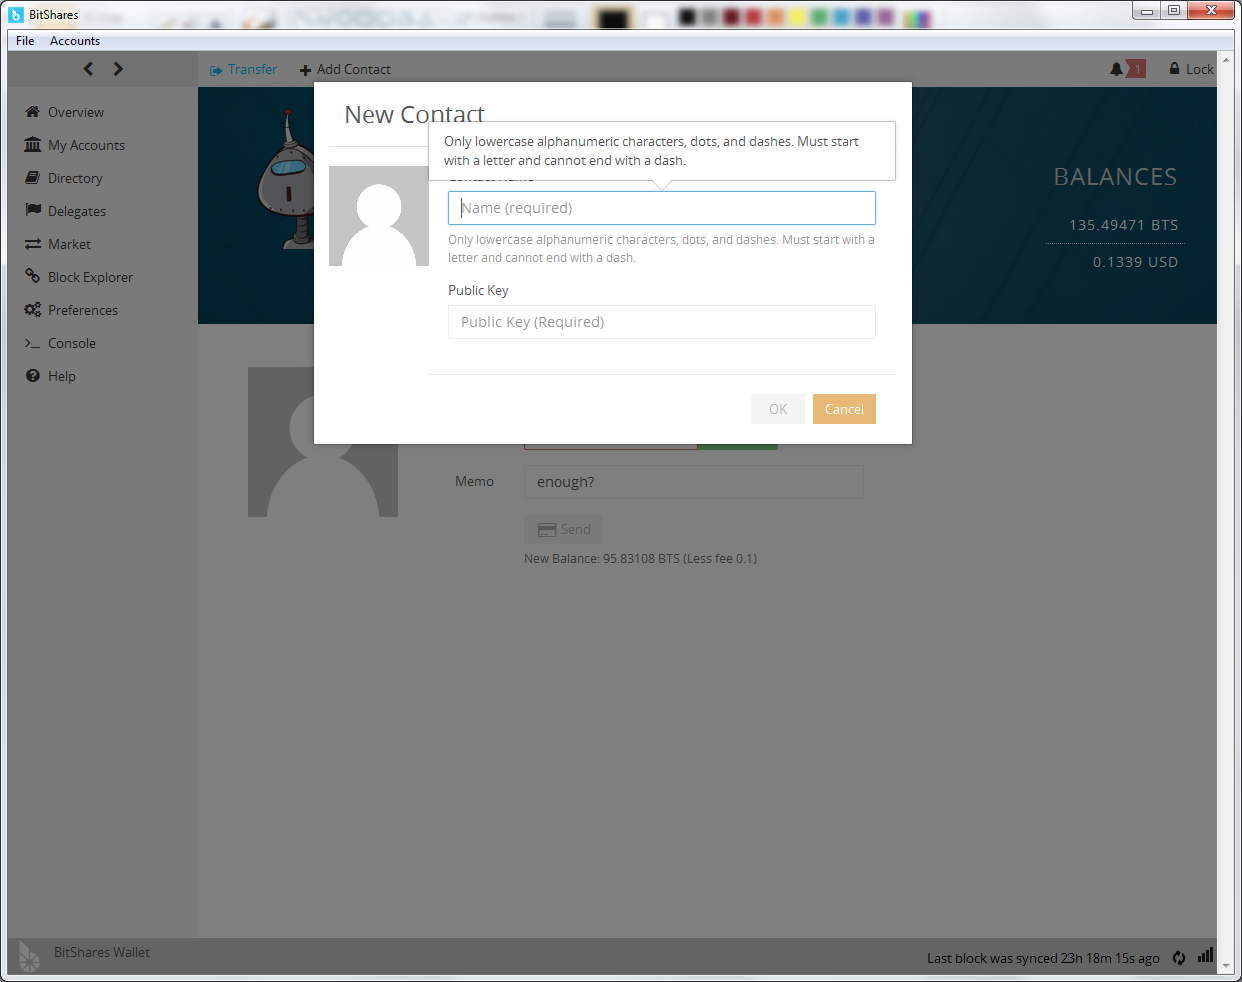 BitShares
File Accounts
Transfer Add Contact 1 Lock
Overview
My Accounts
Directory
Delegates
Market
Block Explorer
Preferences
Console
Help
New Contact
Only lowercase alphanumeric characters, dots, and dashes. Must start
with a letter and cannot end with a dash.
Name (required)
Only lowercase alphanumeric characters, dots, and dashes. Must start with a
letter and cannot end with a dash.
Public Key
Public Key (Required)
OK Cancel
BALANCES
135.49471 BTS
0.1339 USD
Memo enough?
Send
New Balance: 95.83108 BTS (Less fee 0.1)
BitShares Wallet
Last block was synced 23h 18m 15s ago